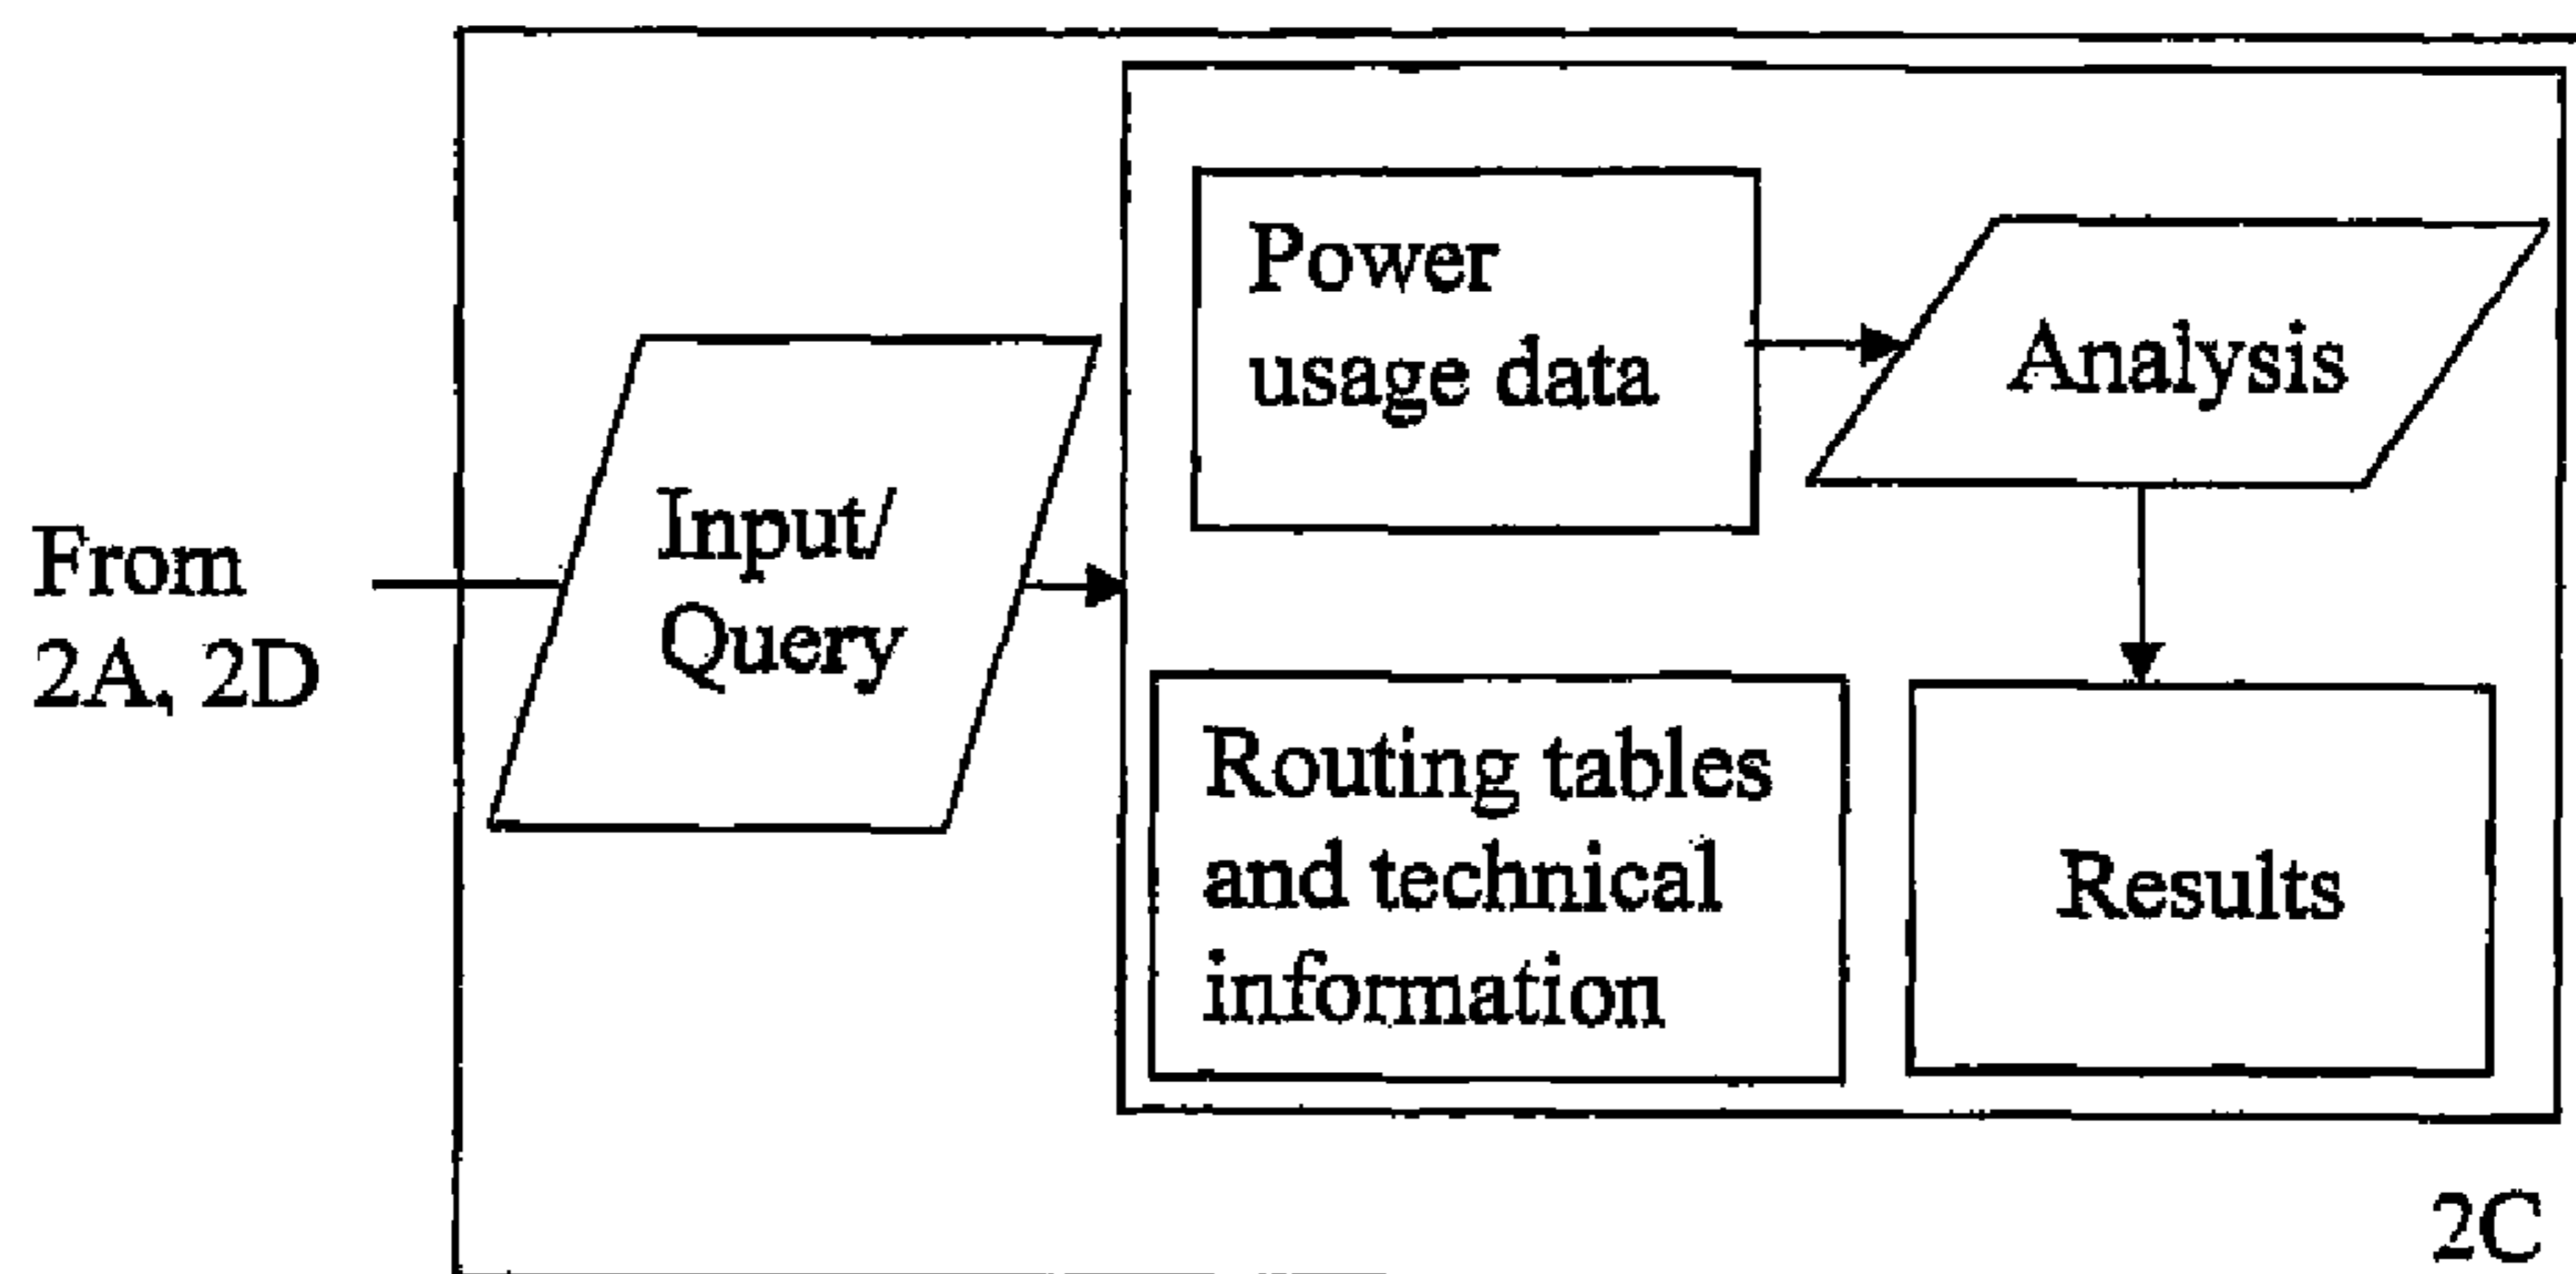 From
2A, 2D
Input/
Query
Power
usage data
Analysis
Routing tables
and technical
information
Results
2C